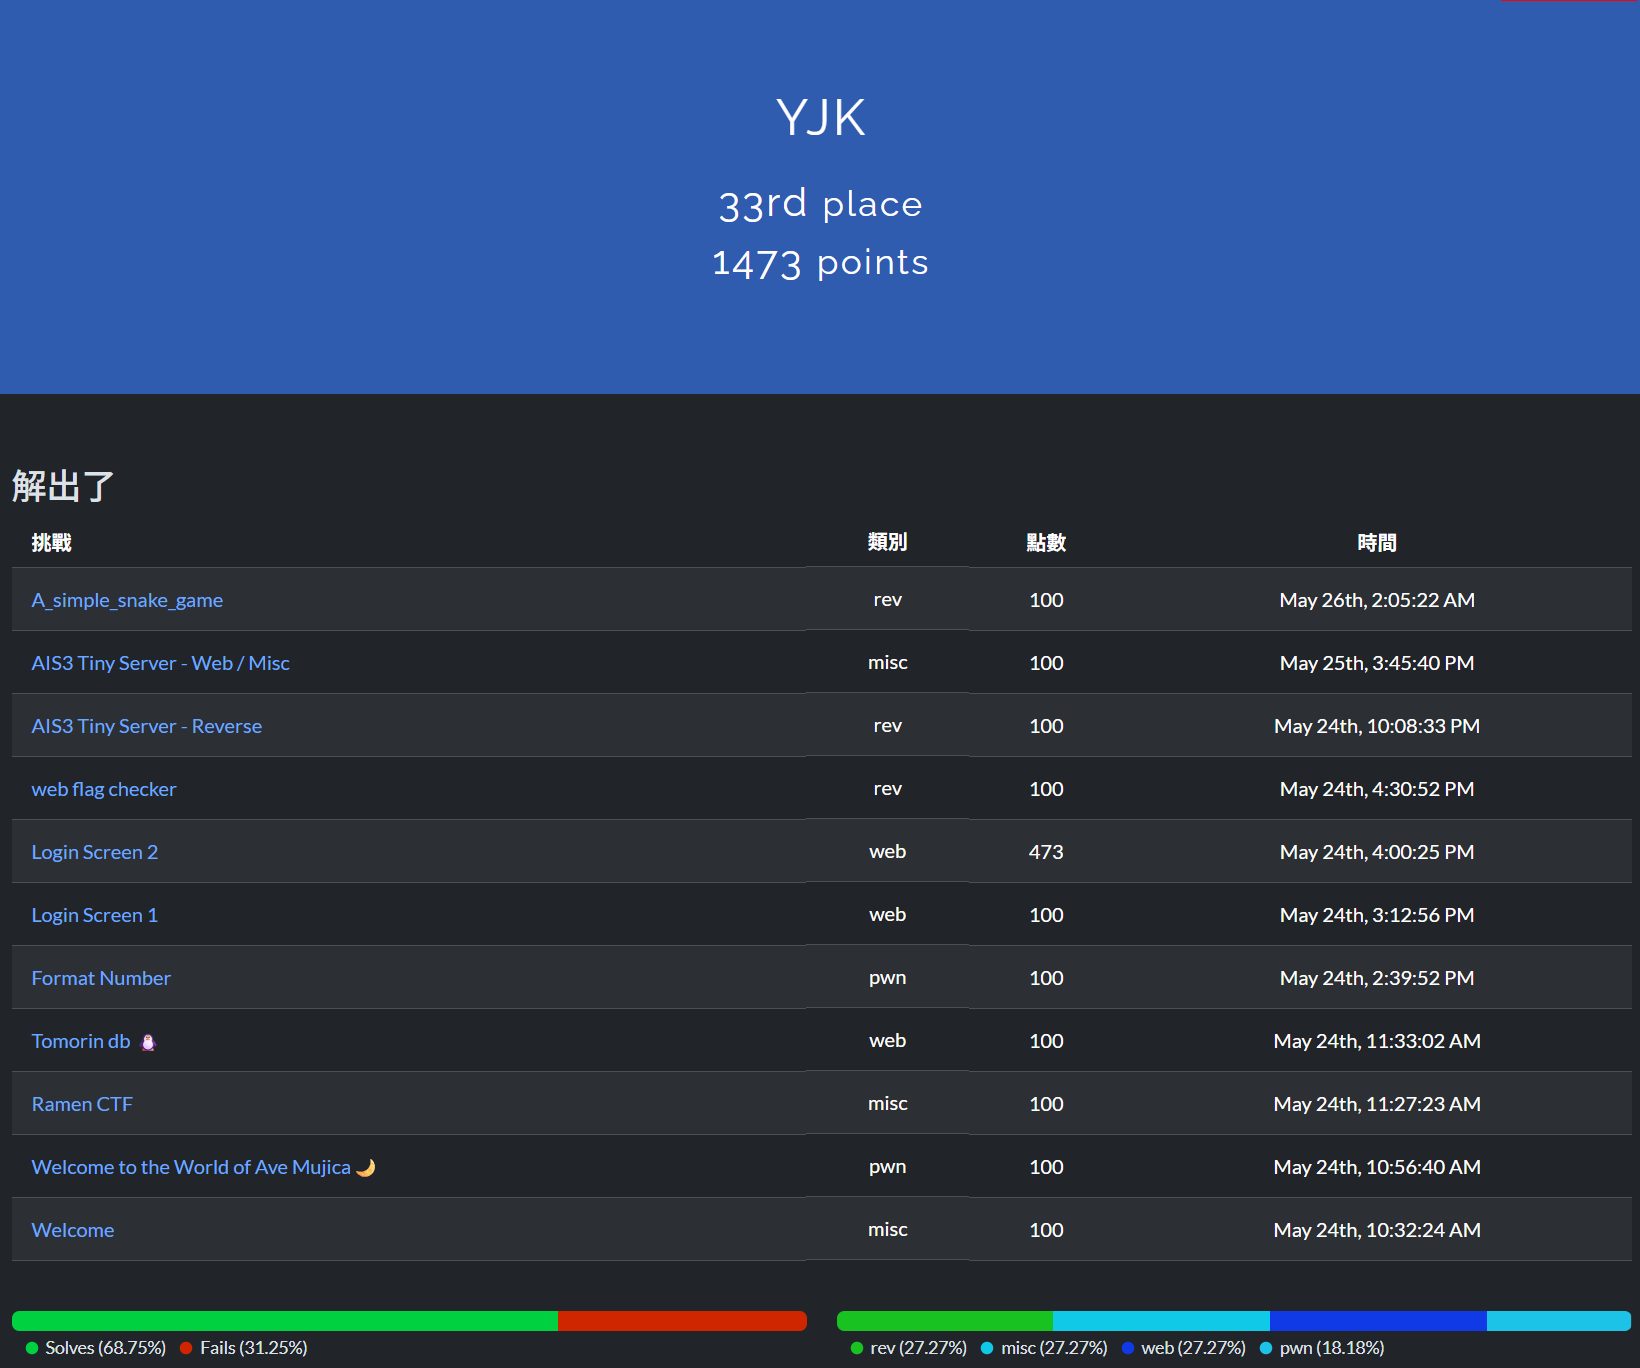 YJK
33rd place
1473 points
解出了
挑戰 類別 點數 時間
A_simple_snake_game rev 100 May 26th, 2:05:22 AM
AIS3 Tiny Server - Web / Misc misc 100 May 25th, 3:45:40 PM
AIS3 Tiny Server - Reverse rev 100 May 24th, 10:08:33 PM
web flag checker rev 100 May 24th, 4:30:52 PM
Login Screen 2 web 473 May 24th, 4:00:25 PM
Login Screen 1 web 100 May 24th, 3:12:56 PM
Format Number pwn 100 May 24th, 2:39:52 PM
Tomorin db 🐧 web 100 May 24th, 11:33:02 AM
Ramen CTF misc 100 May 24th, 11:27:23 AM
Welcome to the World of Ave Mujica 🌙 pwn 100 May 24th, 10:56:40 AM
Welcome misc 100 May 24th, 10:32:24 AM
Solves (68.75%) Fails (31.25%) rev (27.27%) misc (27.27%) web (27.27%) pwn (18.18%)